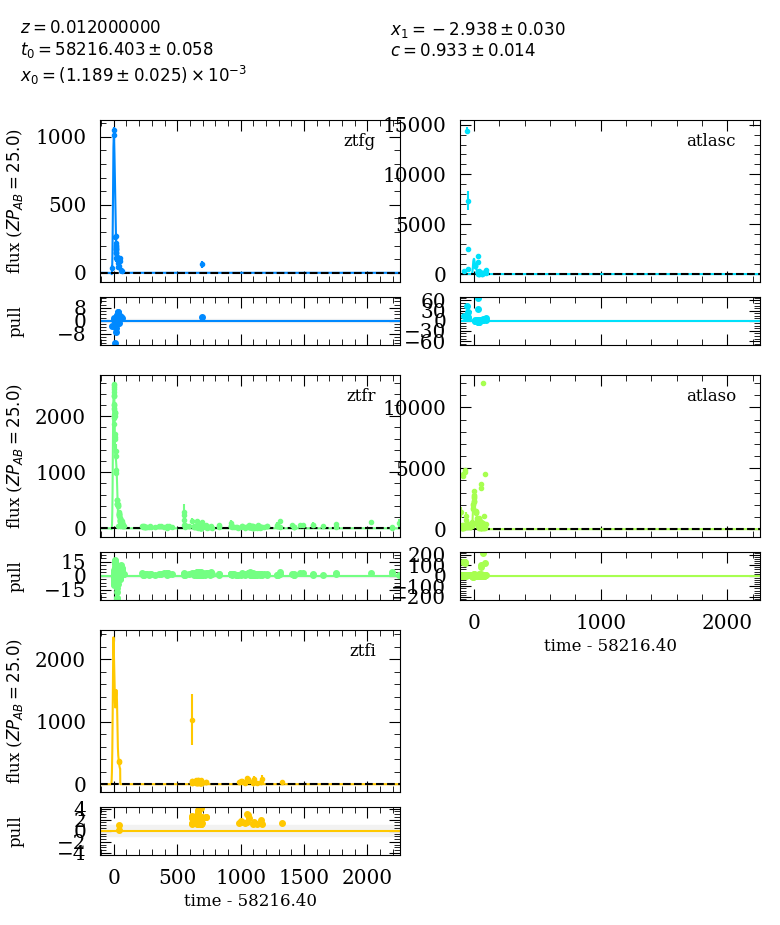 z = 0.012000000
t₀ = 58216.403 ± 0.058
x₀ = (1.189 ± 0.025) × 10⁻³
x₁ = −2.938 ± 0.030
c = 0.933 ± 0.014
flux (ZP_AB = 25.0)
1000
500
0
ztfg
pull
8
0
−8
15000
10000
5000
0
atlasc
60
30
0
−30
−60
flux (ZP_AB = 25.0)
2000
1000
0
ztfr
pull
15
0
−15
10000
5000
0
atlaso
200
100
0
−100
−200
0
1000
2000
time - 58216.40
flux (ZP_AB = 25.0)
2000
1000
0
ztfi
pull
4
2
0
−2
−4
0
500
1000
1500
2000
time - 58216.40